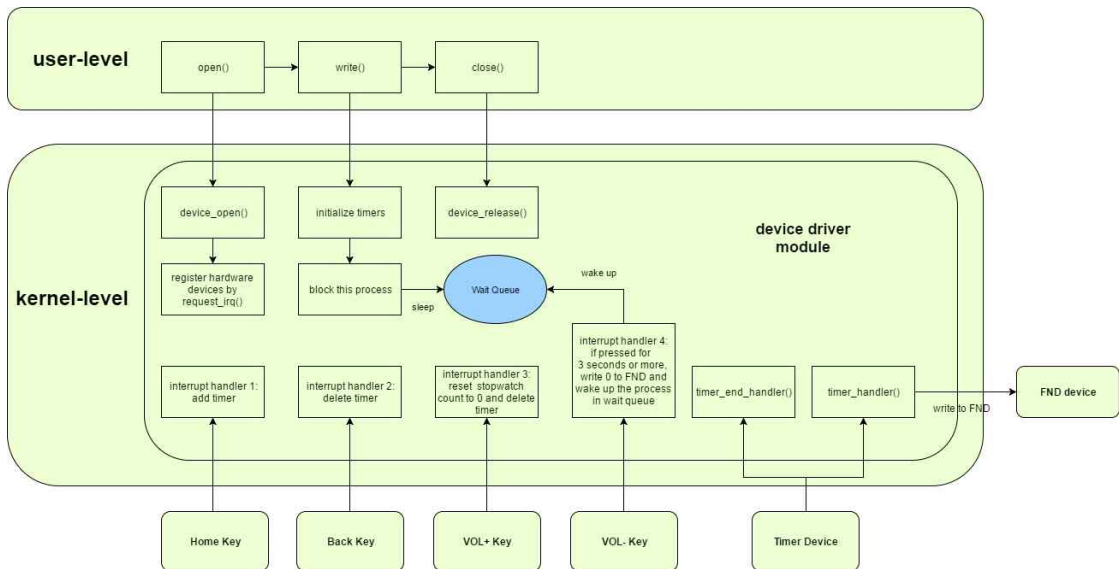 user-level
open()
write()
close()
device_open()
initialize timers
device_release()
device driver
module
kernel-level
register hardware
devices by
request_irq()
block this process
sleep
Wait Queue
wake up
interrupt handler 1:
add timer
interrupt handler 2:
delete timer
interrupt handler 3:
reset stopwatch
count to 0 and delete
timer
interrupt handler 4:
if pressed for
3 seconds or more,
write 0 to FND and
wake up the process
in wait queue
timer_end_handler()
timer_handler()
write to FND
FND device
Home Key
Back Key
VOL+ Key
VOL- Key
Timer Device